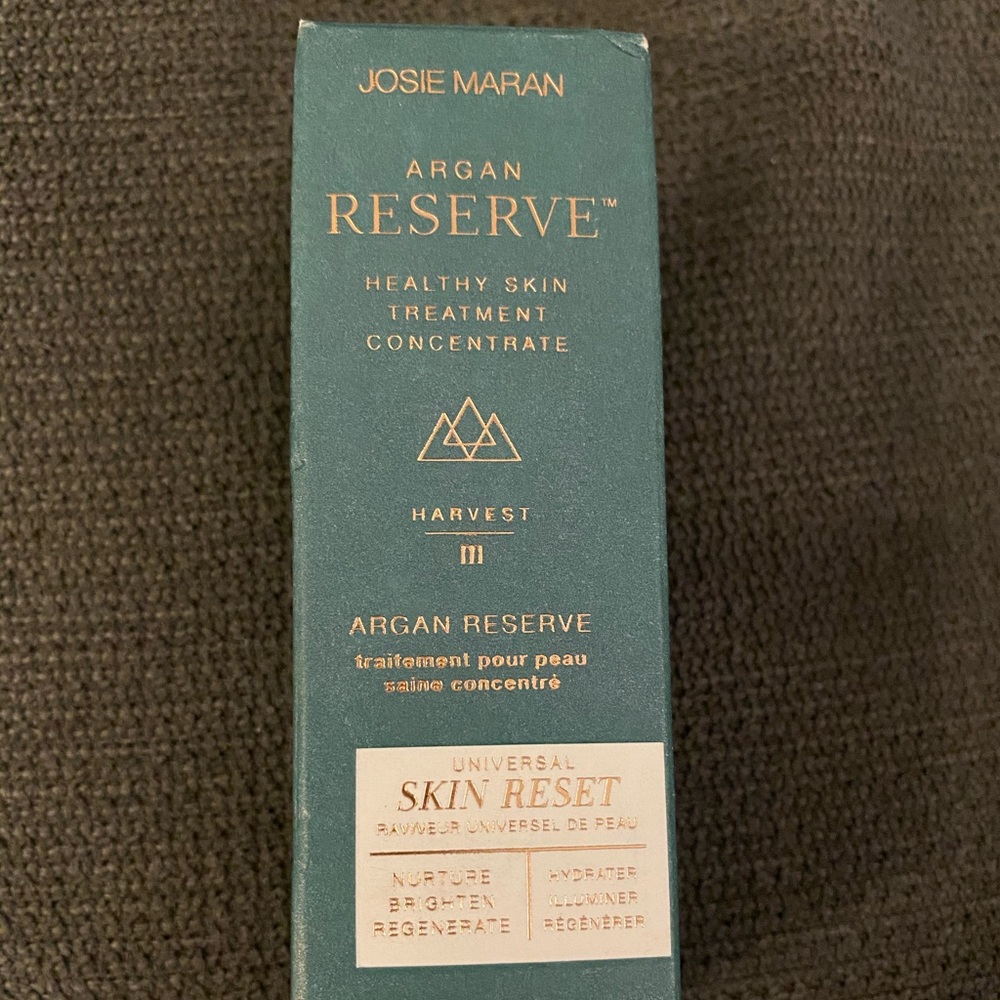 JOSIE MARAN
ARGAN
RESERVE™
HEALTHY SKIN
TREATMENT
CONCENTRATE
HARVEST
III
ARGAN RESERVE
traitement pour peau
saine concentrè
UNIVERSAL
SKIN RESET
RAVIVEUR UNIVERSEL DE PEAU
NURTURE
BRIGHTEN
REGENERATE
HYDRATER
ILLUMINER
RÉGÉNÉRER